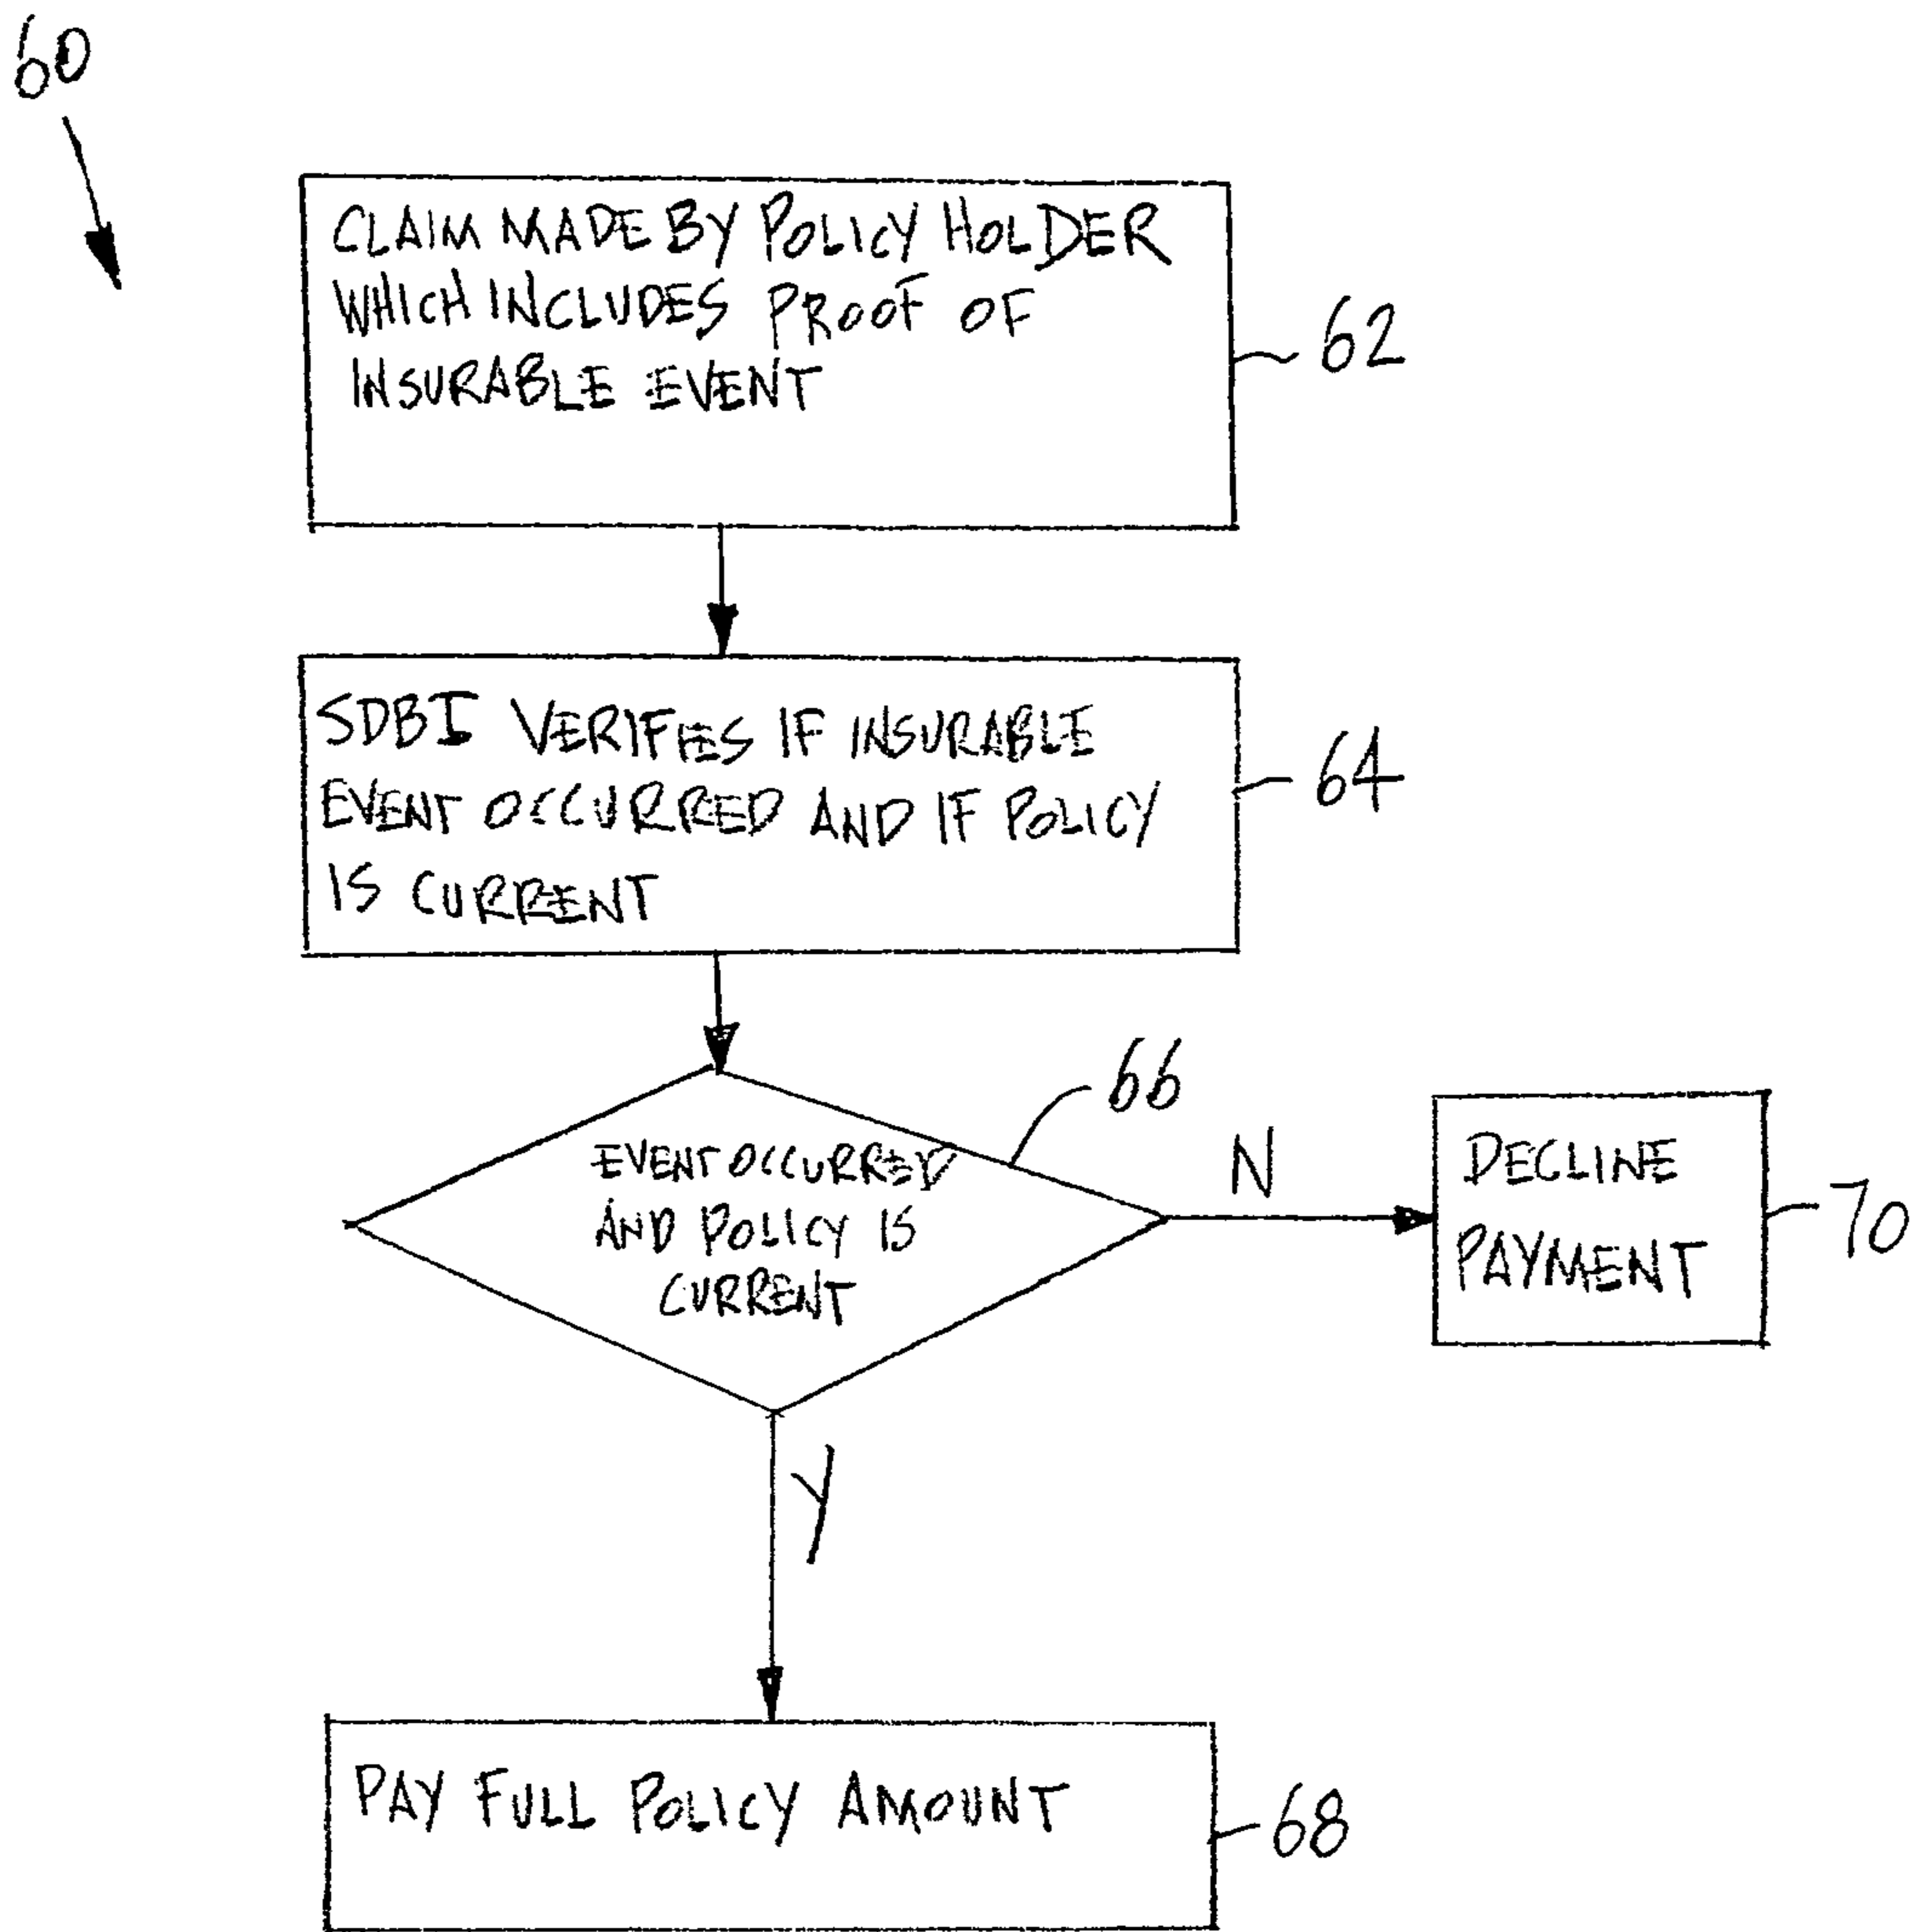 60
CLAIM MADE BY POLICY HOLDER
WHICH INCLUDES PROOF OF
INSURABLE EVENT
62
SDBI VERIFIES IF INSURABLE
EVENT OCCURRED AND IF POLICY
IS CURRENT
64
66
EVENT OCCURRED
AND POLICY IS
CURRENT
N
DECLINE
PAYMENT
70
Y
PAY FULL POLICY AMOUNT
68